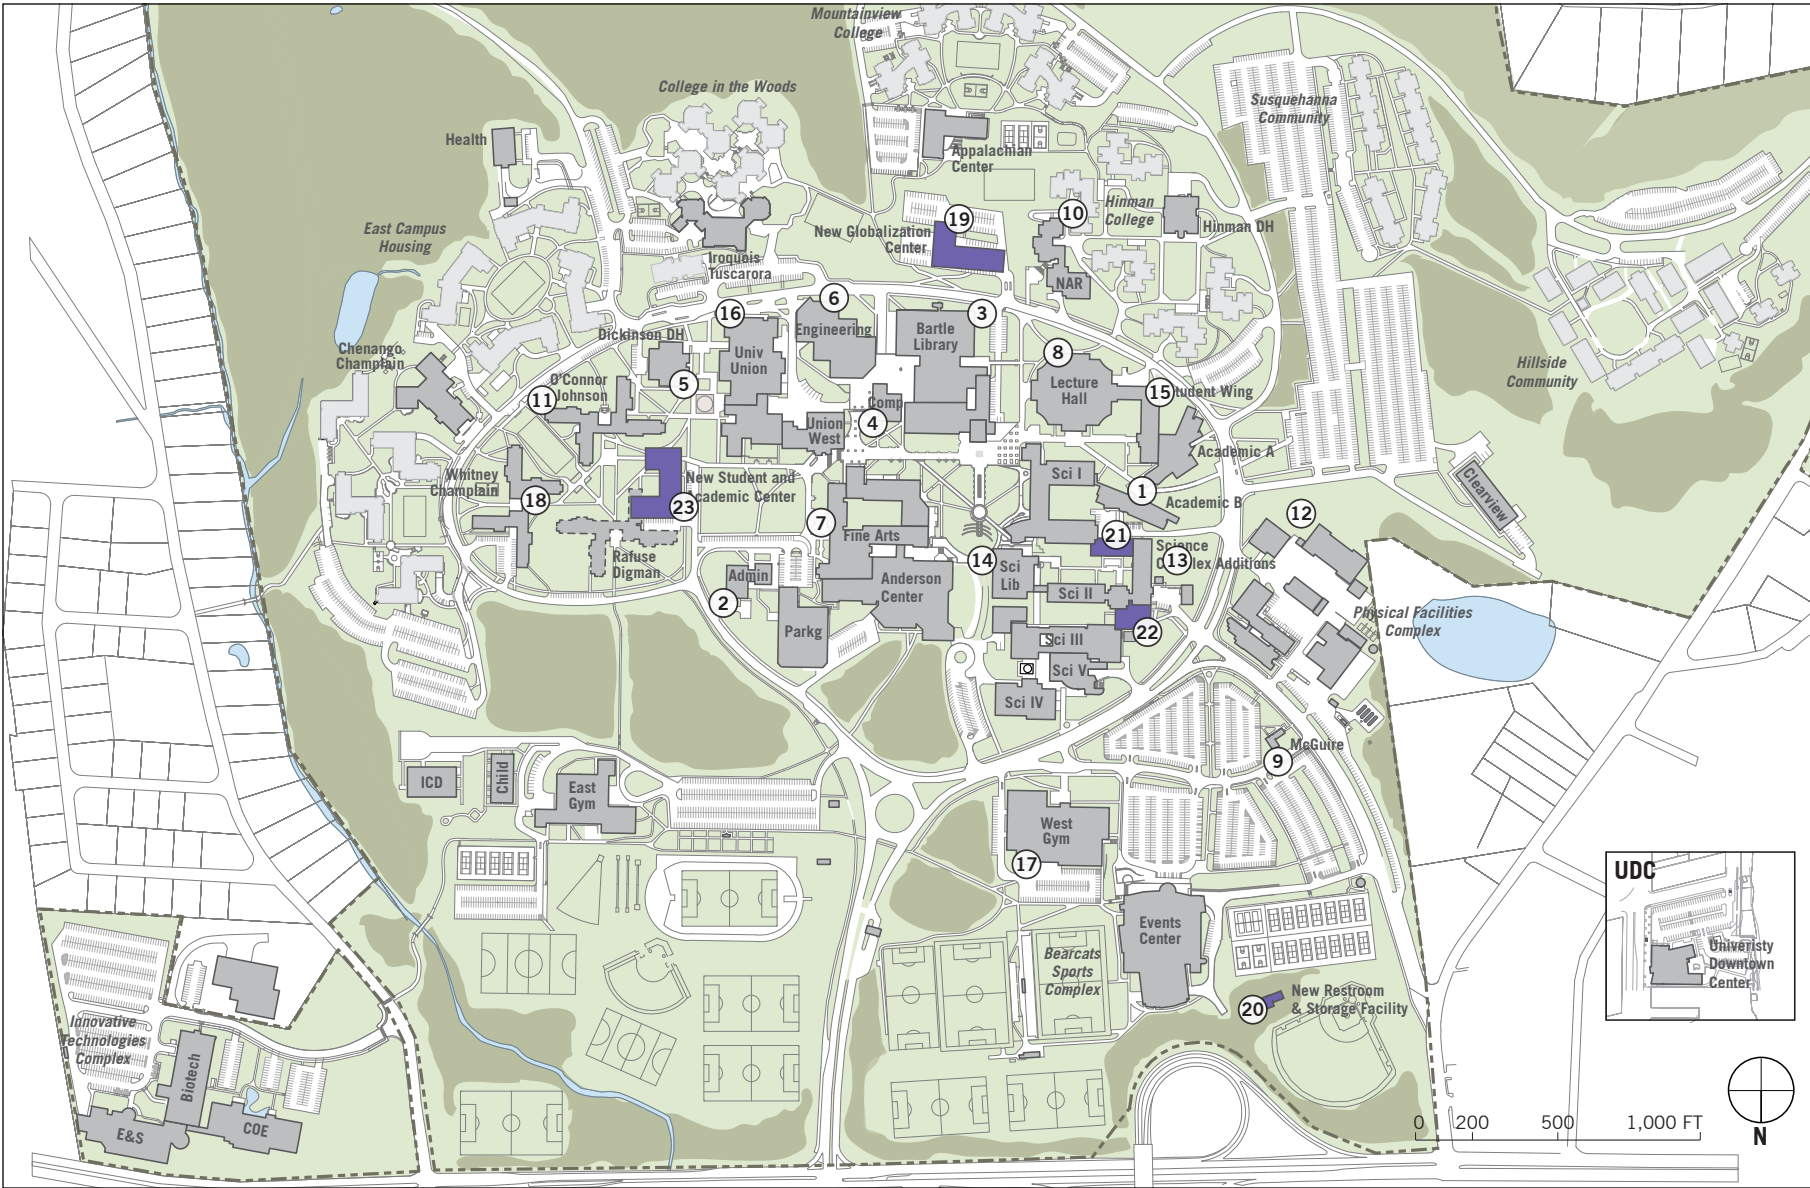 Mountainview
College
College in the Woods
Susquehanna
Community
Health
Appalachian
Center
East Campus
Housing
19
10
Hinman
College
Hinman DH
New Globalization
Center
Iroquois
Tuscarora
NAR
6
16
3
Engineering
Bartle
Library
Dickinson DH
Univ
Union
8
Chenango
Champlain
O'Connor
Johnson
5
11
Lecture
Hall
15
Student Wing
Hillside
Community
Comp
4
Union
West
Academic A
Whitney
Champlain
New Student and
Academic Center
Sci I
1
Academic B
Clearview
18
23
7
12
Fine Arts
21
Rafuse
Digman
14
Sci
Lib
13
Science
Complex Additions
Admin
Anderson
Center
Sci II
2
Physical Facilities
Complex
Parkg
22
Sci III
Sci V
Sci IV
McGuire
9
ICD
Child
East
Gym
West
Gym
17
UDC
Events
Center
Bearcats
Sports
Complex
Univeristy
Downtown
Center
New Restroom
& Storage Facility
20
Innovative
Technologies
Complex
Biotech
E&S
COE
0 200 500 1,000 FT
N